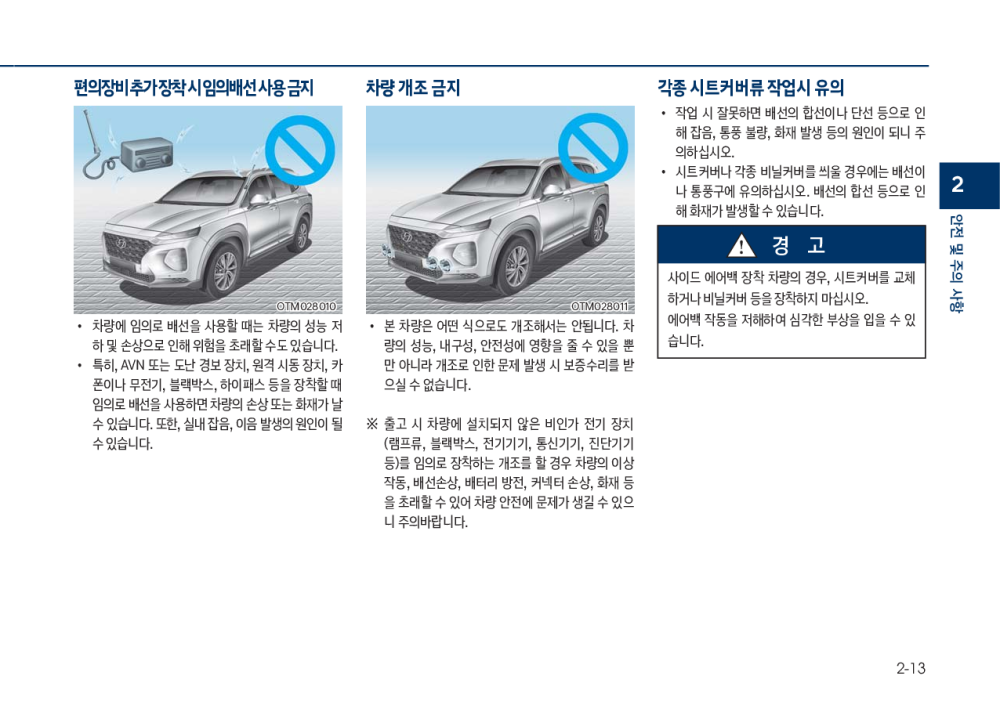 편의장비 추가 장착 시 임의배선 사용 금지
OTM028010
• 차량에 임의로 배선을 사용할 때는 차량의 성능 저
하 및 손상으로 인해 위험을 초래할 수도 있습니다.
• 특히, AVN 또는 도난 경보 장치, 원격 시동 장치, 카
폰이나 무전기, 블랙박스, 하이패스 등을 장착할 때
임의로 배선을 사용하면 차량의 손상 또는 화재가 날
수 있습니다. 또한, 실내 잡음, 이음 발생의 원인이 될
수 있습니다.
차량 개조 금지
OTM028011
• 본 차량은 어떤 식으로도 개조해서는 안됩니다. 차
량의 성능, 내구성, 안전성에 영향을 줄 수 있을 뿐
만 아니라 개조로 인한 문제 발생 시 보증수리를 받
으실 수 없습니다.
※ 출고 시 차량에 설치되지 않은 비인가 전기 장치
(램프류, 블랙박스, 전기기기, 통신기기, 진단기기
등)를 임의로 장착하는 개조를 할 경우 차량의 이상
작동, 배선손상, 배터리 방전, 커넥터 손상, 화재 등
을 초래할 수 있어 차량 안전에 문제가 생길 수 있으
니 주의바랍니다.
각종 시트커버류 작업시 유의
• 작업 시 잘못하면 배선의 합선이나 단선 등으로 인
해 잡음, 통풍 불량, 화재 발생 등의 원인이 되니 주
의하십시오.
• 시트커버나 각종 비닐커버를 씌울 경우에는 배선이
나 통풍구에 유의하십시오. 배선의 합선 등으로 인
해 화재가 발생할 수 있습니다.
경 고
사이드 에어백 장착 차량의 경우, 시트커버를 교체
하거나 비닐커버 등을 장착하지 마십시오.
에어백 작동을 저해하여 심각한 부상을 입을 수 있
습니다.
2
안전 및 주의 사항
2-13